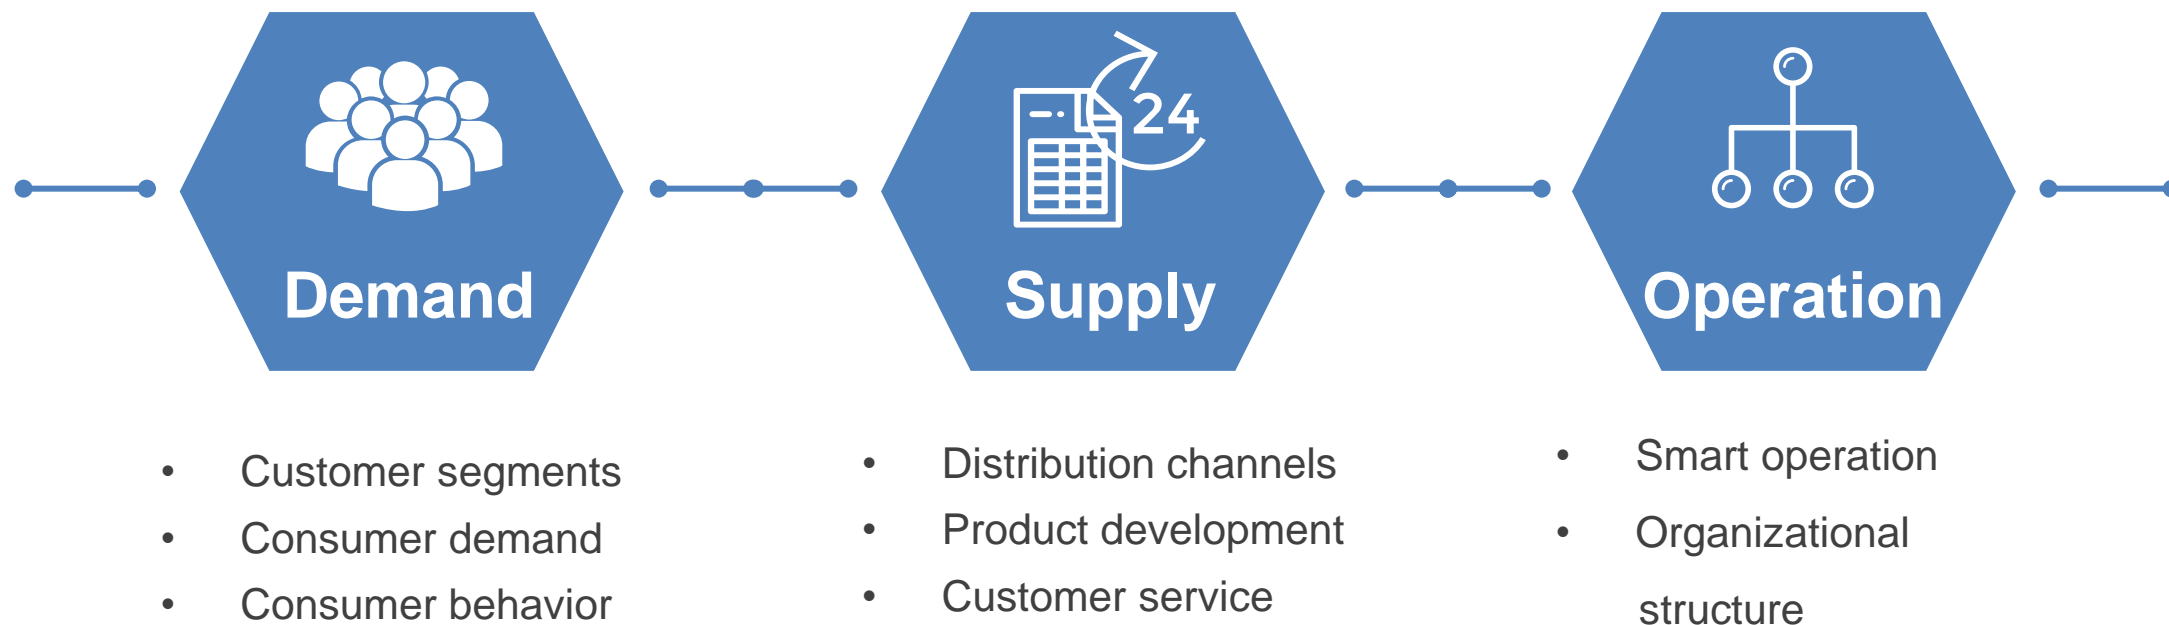 24
Demand
Supply
Operation
• Customer segments
• Consumer demand
• Consumer behavior
• Distribution channels
• Product development
• Customer service
• Smart operation
• Organizational
structure